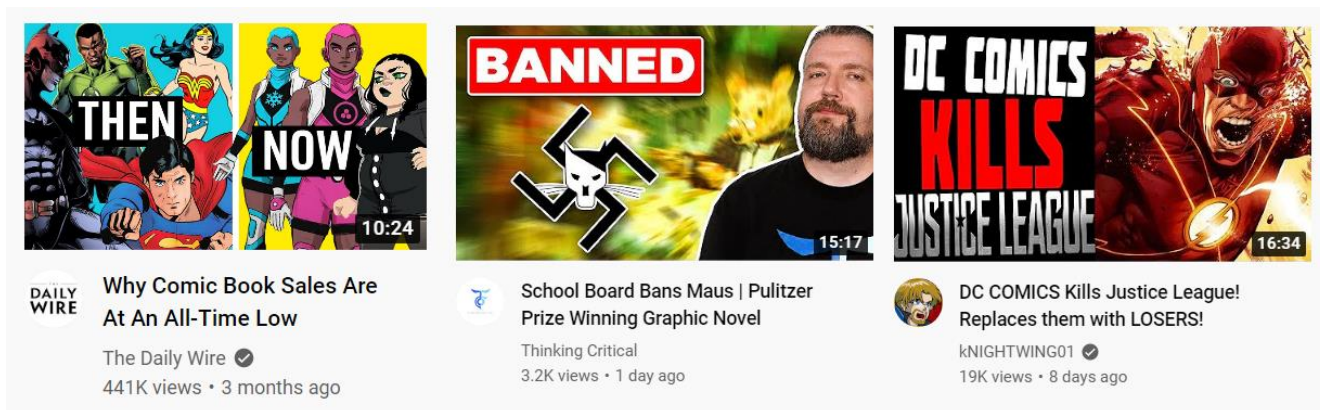 THEN
NOW
10:24
DAILY
WIRE
Why Comic Book Sales Are
At An All-Time Low
The Daily Wire
441K views • 3 months ago
BANNED
15:17
School Board Bans Maus | Pulitzer
Prize Winning Graphic Novel
Thinking Critical
3.2K views • 1 day ago
DC COMICS
KILLS
JUSTICE LEAGUE
16:34
DC COMICS Kills Justice League!
Replaces them with LOSERS!
kNIGHTWING01
19K views • 8 days ago